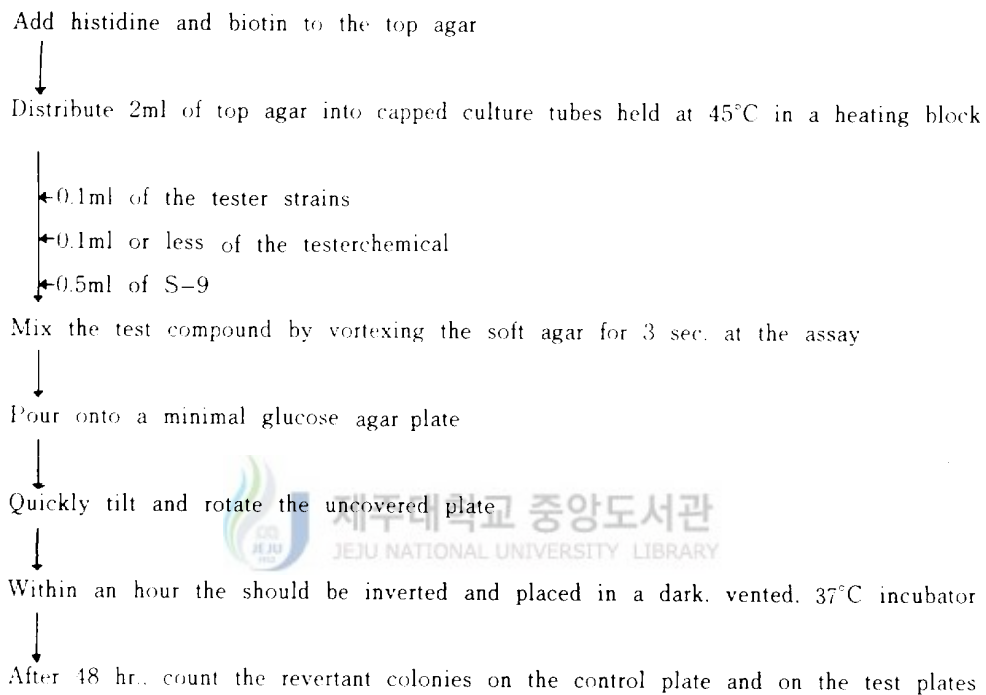 Add histidine and biotin to the top agar
Distribute 2ml of top agar into capped culture tubes held at 45°C in a heating block
0.1ml of the tester strains
0.1ml or less of the testerchemical
0.5ml of S-9
Mix the test compound by vortexing the soft agar for 3 sec. at the assay
Pour onto a minimal glucose agar plate
Quickly tilt and rotate the uncovered plate
제주대학교 중앙도서관
JEJU NATIONAL UNIVERSITY LIBRARY
JEJU
1952
Within an hour the should be inverted and placed in a dark. vented. 37°C incubator
After 48 hr.. count the revertant colonies on the control plate and on the test plates